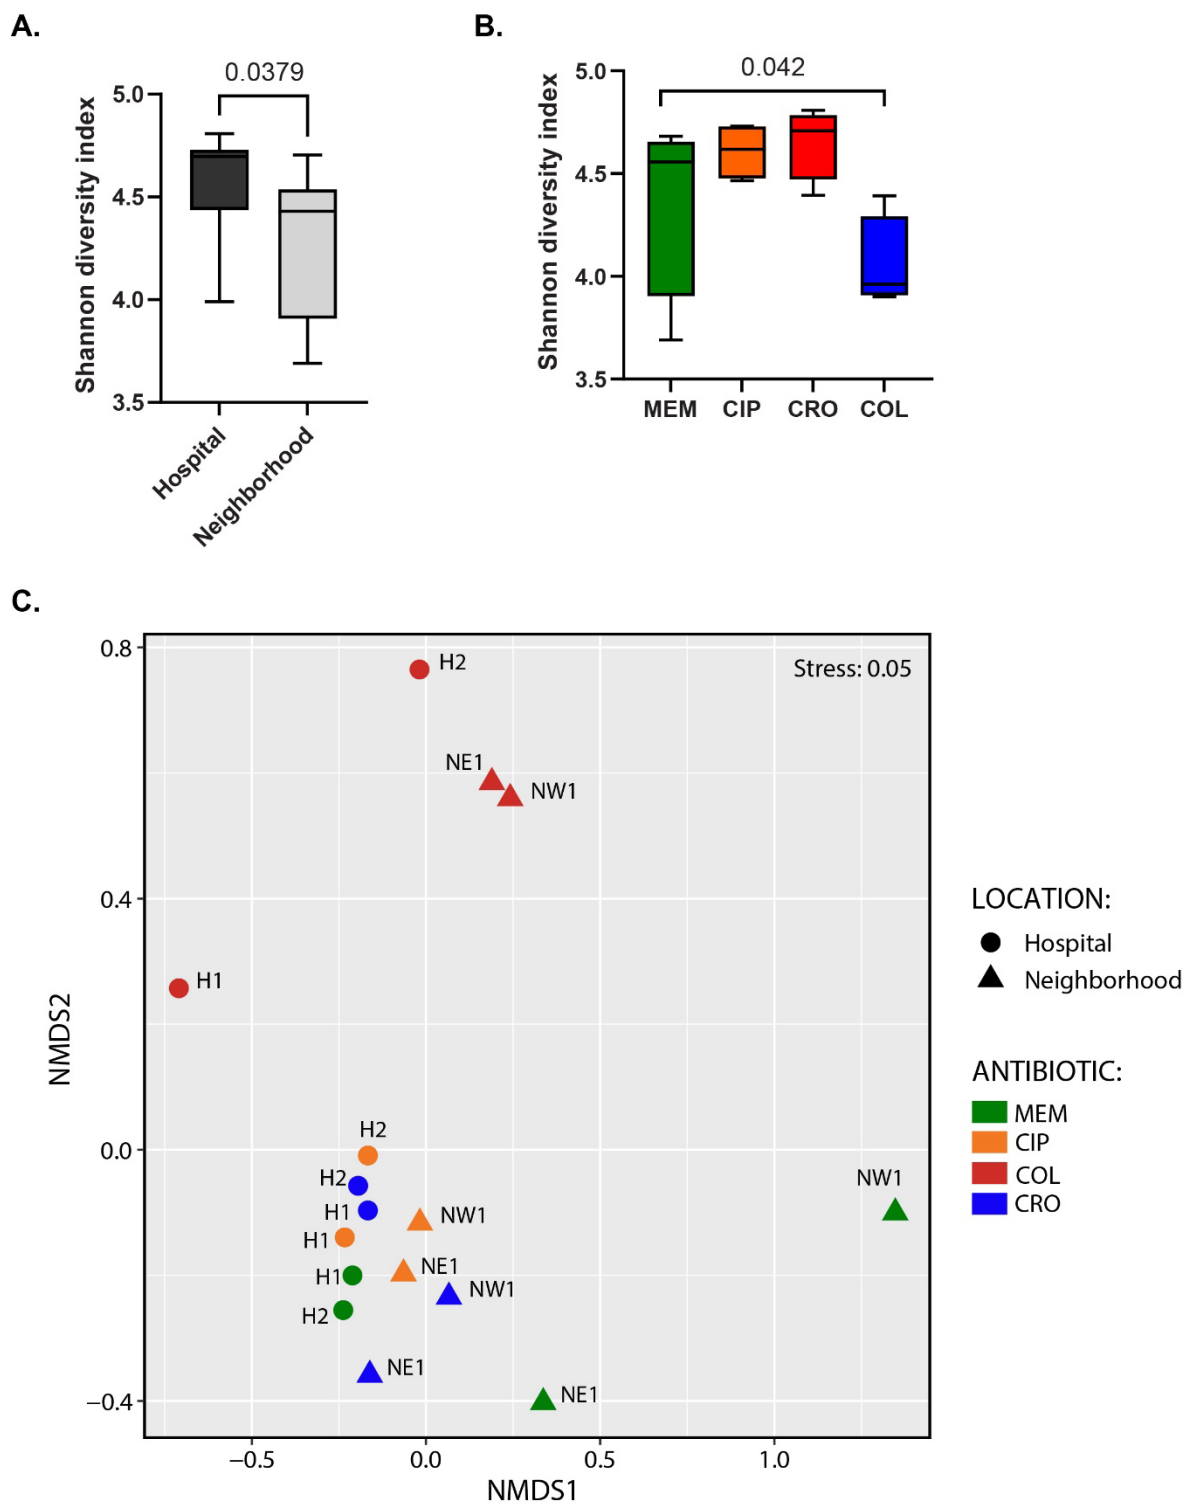 A.
0.0379
Shannon diversity index
5.0
4.5
4.0
3.5
Hospital
Neighborhood
B.
0.042
Shannon diversity index
5.0
4.5
4.0
3.5
MEM CIP CRO COL
C.
Stress: 0.05
H2
NE1
NW1
H1
H2
H2
H1
H1
H1
H2
NW1
NE1
NW1
NE1
NE1
NW1
NMDS2
0.8
0.4
0.0
−0.4
−0.5 0.0 0.5 1.0
NMDS1
LOCATION:
Hospital
Neighborhood
ANTIBIOTIC:
MEM
CIP
COL
CRO